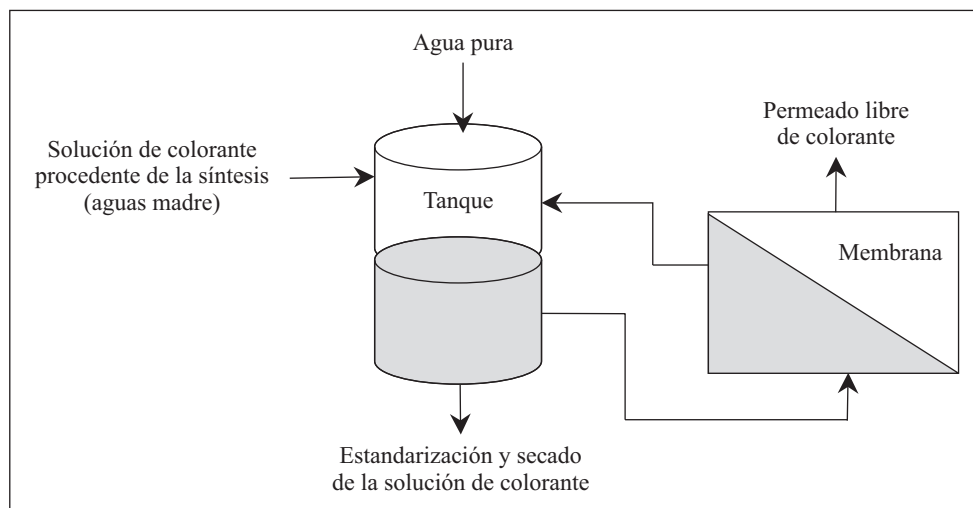 Agua pura
Solución de colorante
procedente de la síntesis
(aguas madre)
Tanque
Permeado libre
de colorante
Membrana
Estandarización y secado
de la solución de colorante